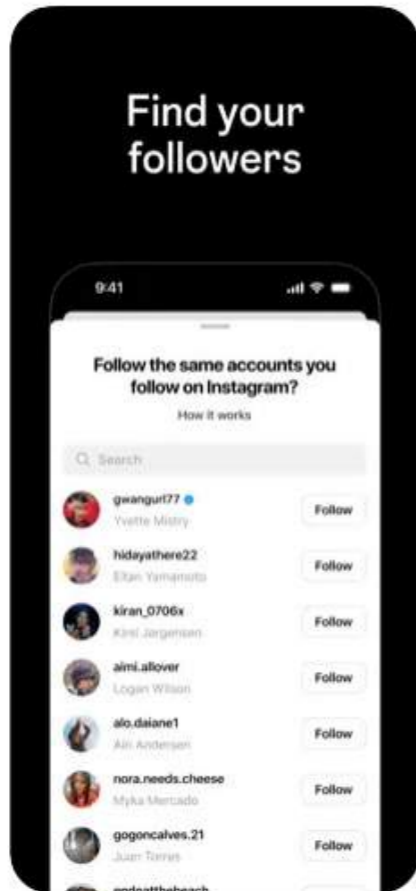 Find your
followers
9:41
Follow the same accounts you
follow on Instagram?
How it works
Search
gwangurl77
Yvette Mistry
Follow
hidayathere22
Eitan Yamamoto
Follow
kiran_0706x
Kirsi Jorgensen
Follow
aimi.allover
Logan Wilson
Follow
alo.daiane1
Airi Andersen
Follow
nora.needs.cheese
Myka Mercado
Follow
gogoncalves.21
Juan Torres
Follow